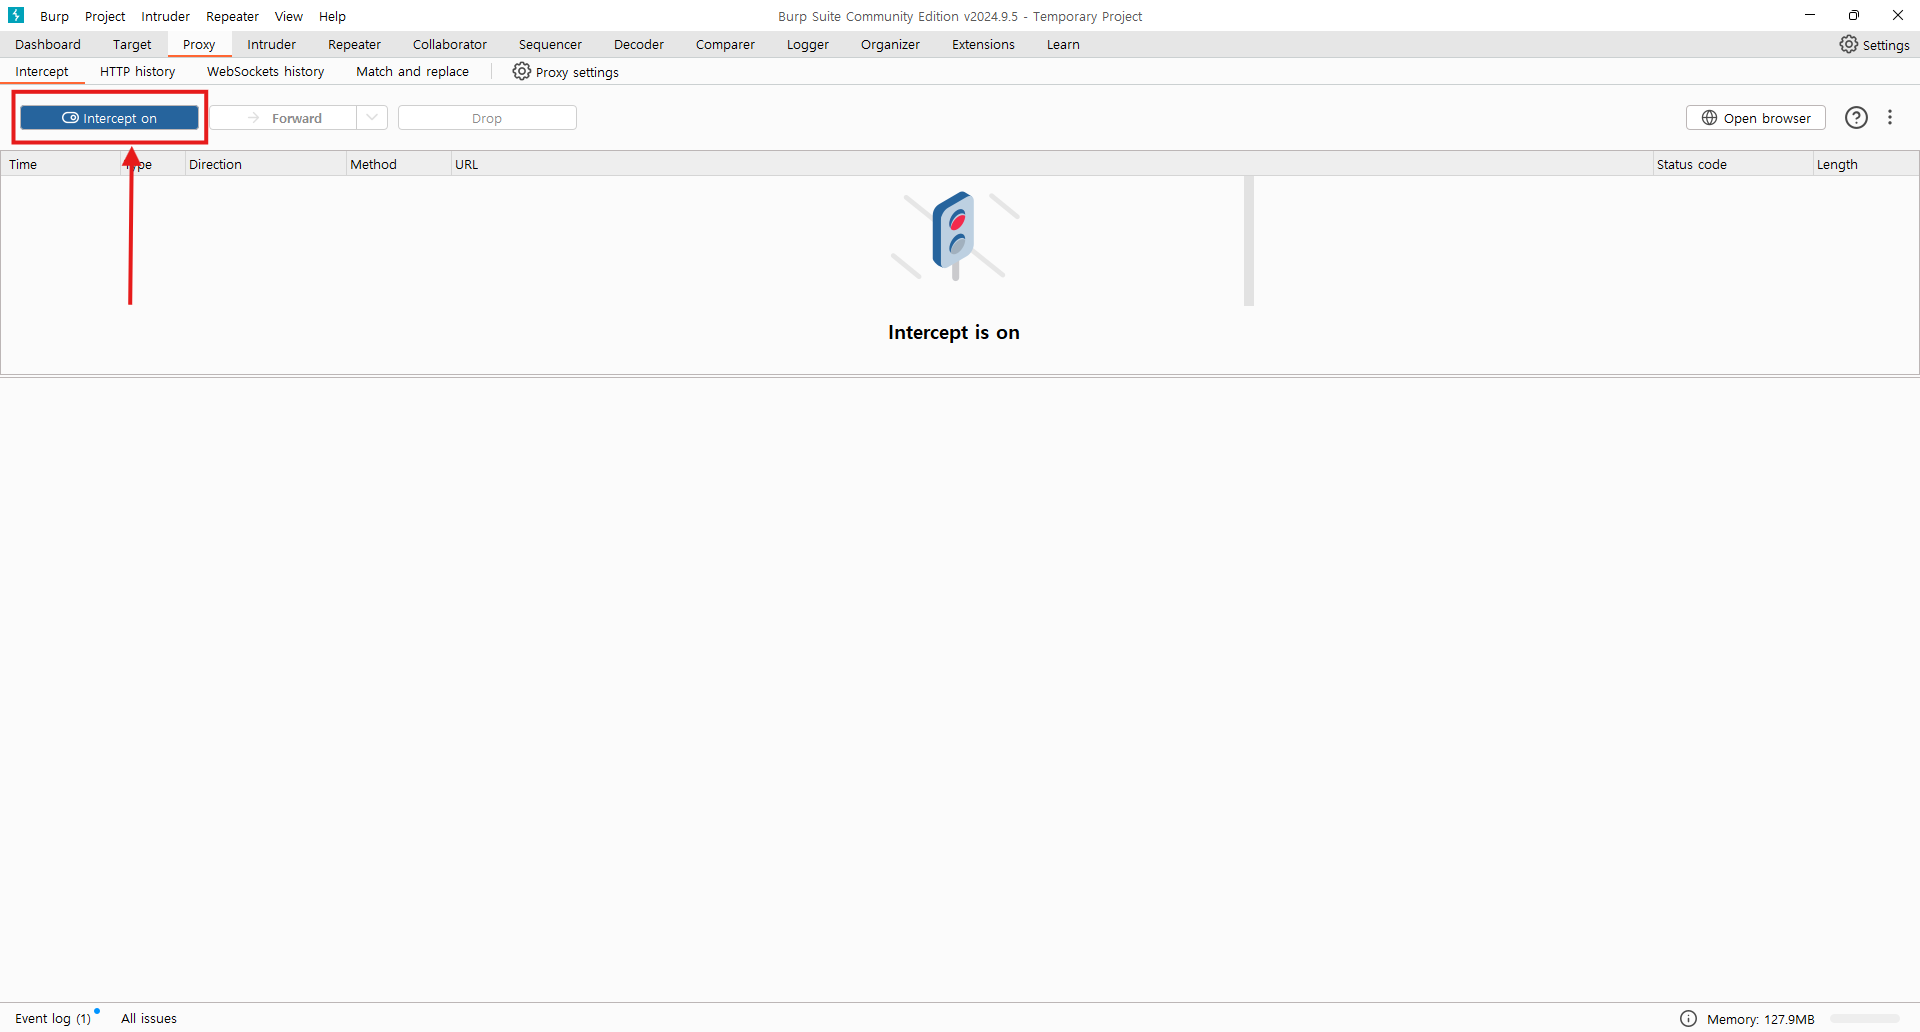 Burp Project Intruder Repeater View Help Burp Suite Community Edition v2024.9.5 - Temporary Project
Dashboard Target Proxy Intruder Repeater Collaborator Sequencer Decoder Comparer Logger Organizer Extensions Learn Settings
Intercept HTTP history WebSockets history Match and replace Proxy settings
Intercept on Forward Drop Open browser
Time Type Direction Method URL Status code Length
Intercept is on
Event log (1) All issues Memory: 127.9MB